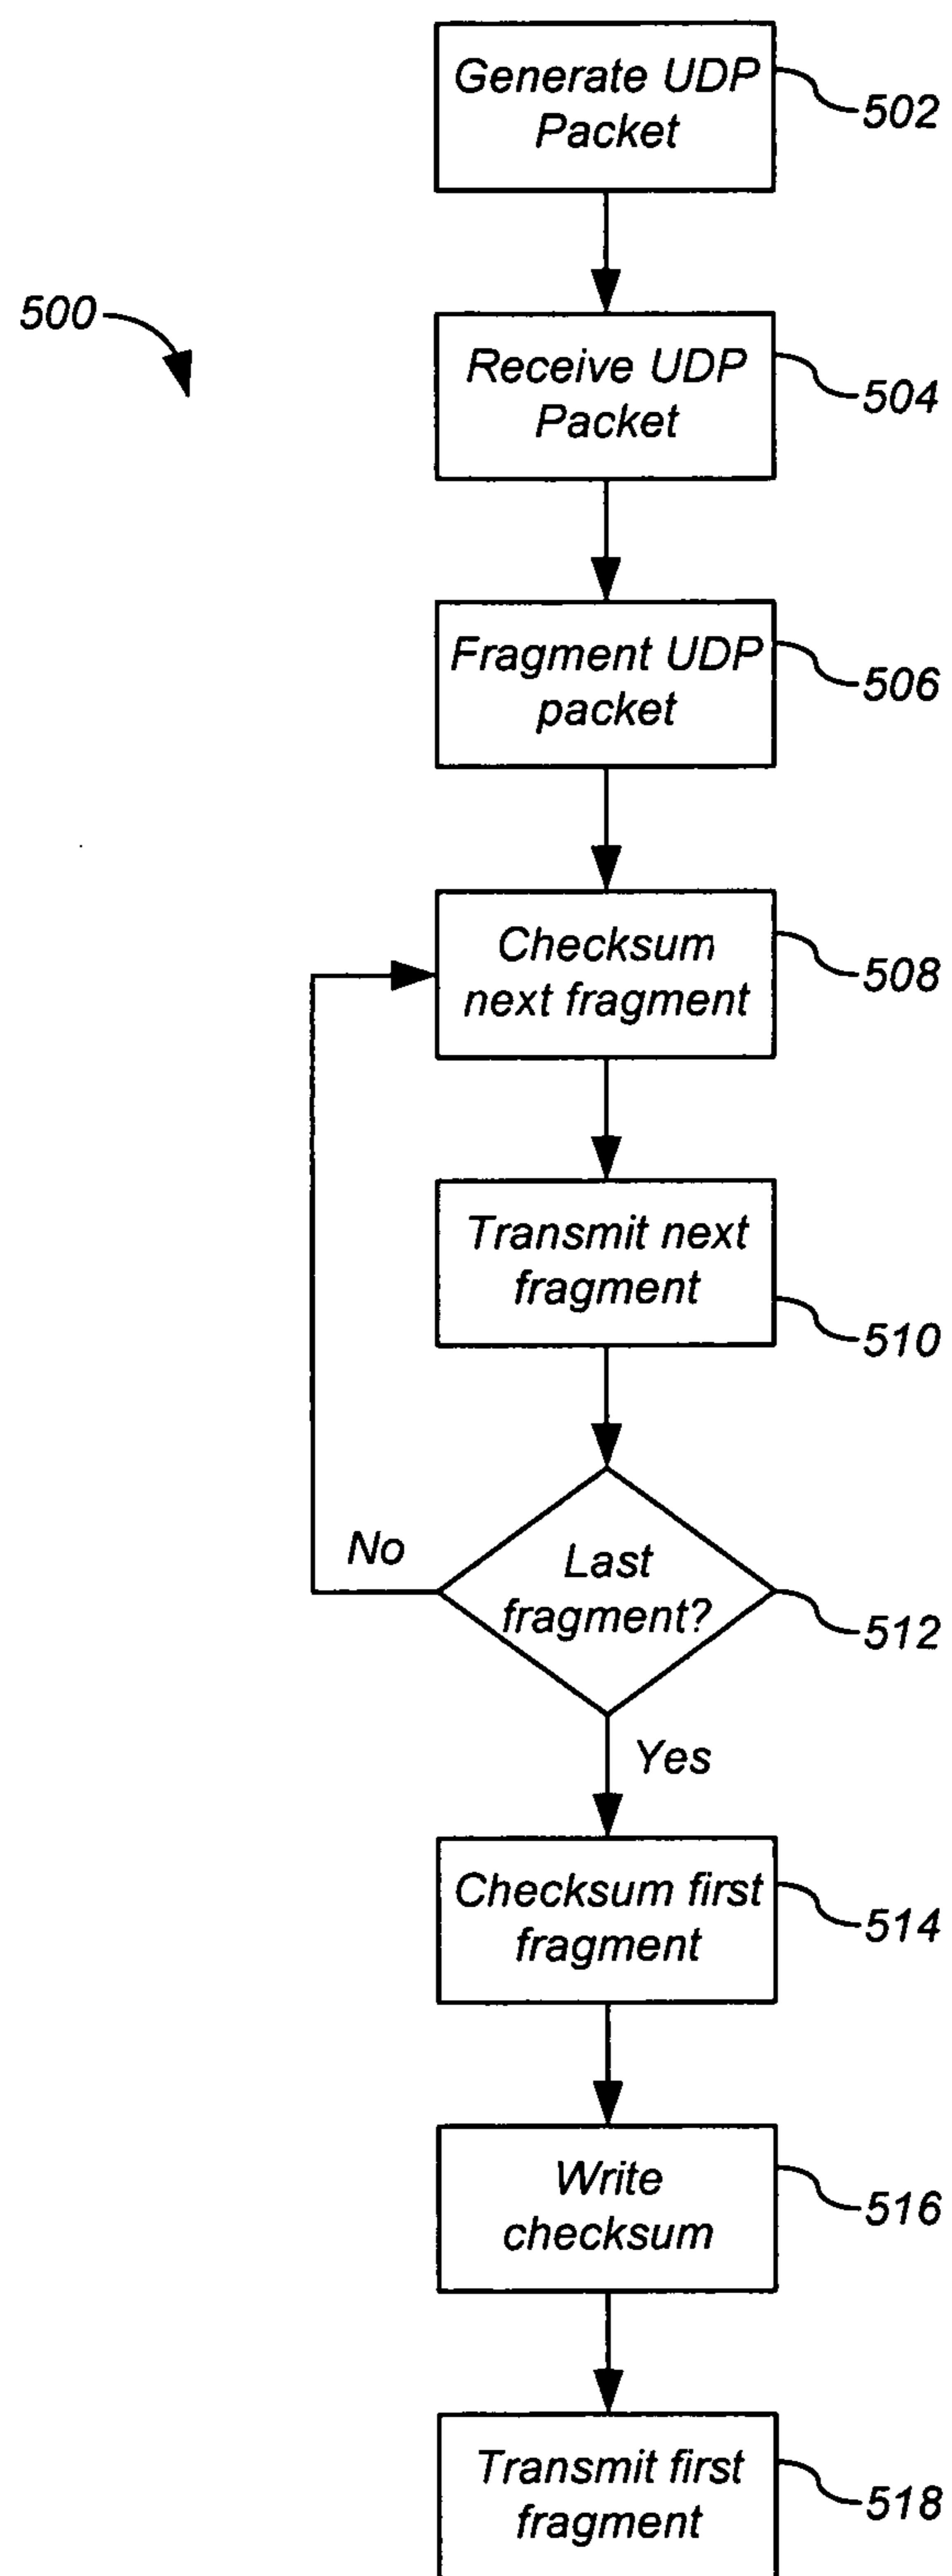 Generate UDP
Packet
502
500
Receive UDP
Packet
504
Fragment UDP
packet
506
Checksum
next fragment
508
Transmit next
fragment
510
No
Last
fragment?
512
Yes
Checksum first
fragment
514
Write
checksum
516
Transmit first
fragment
518